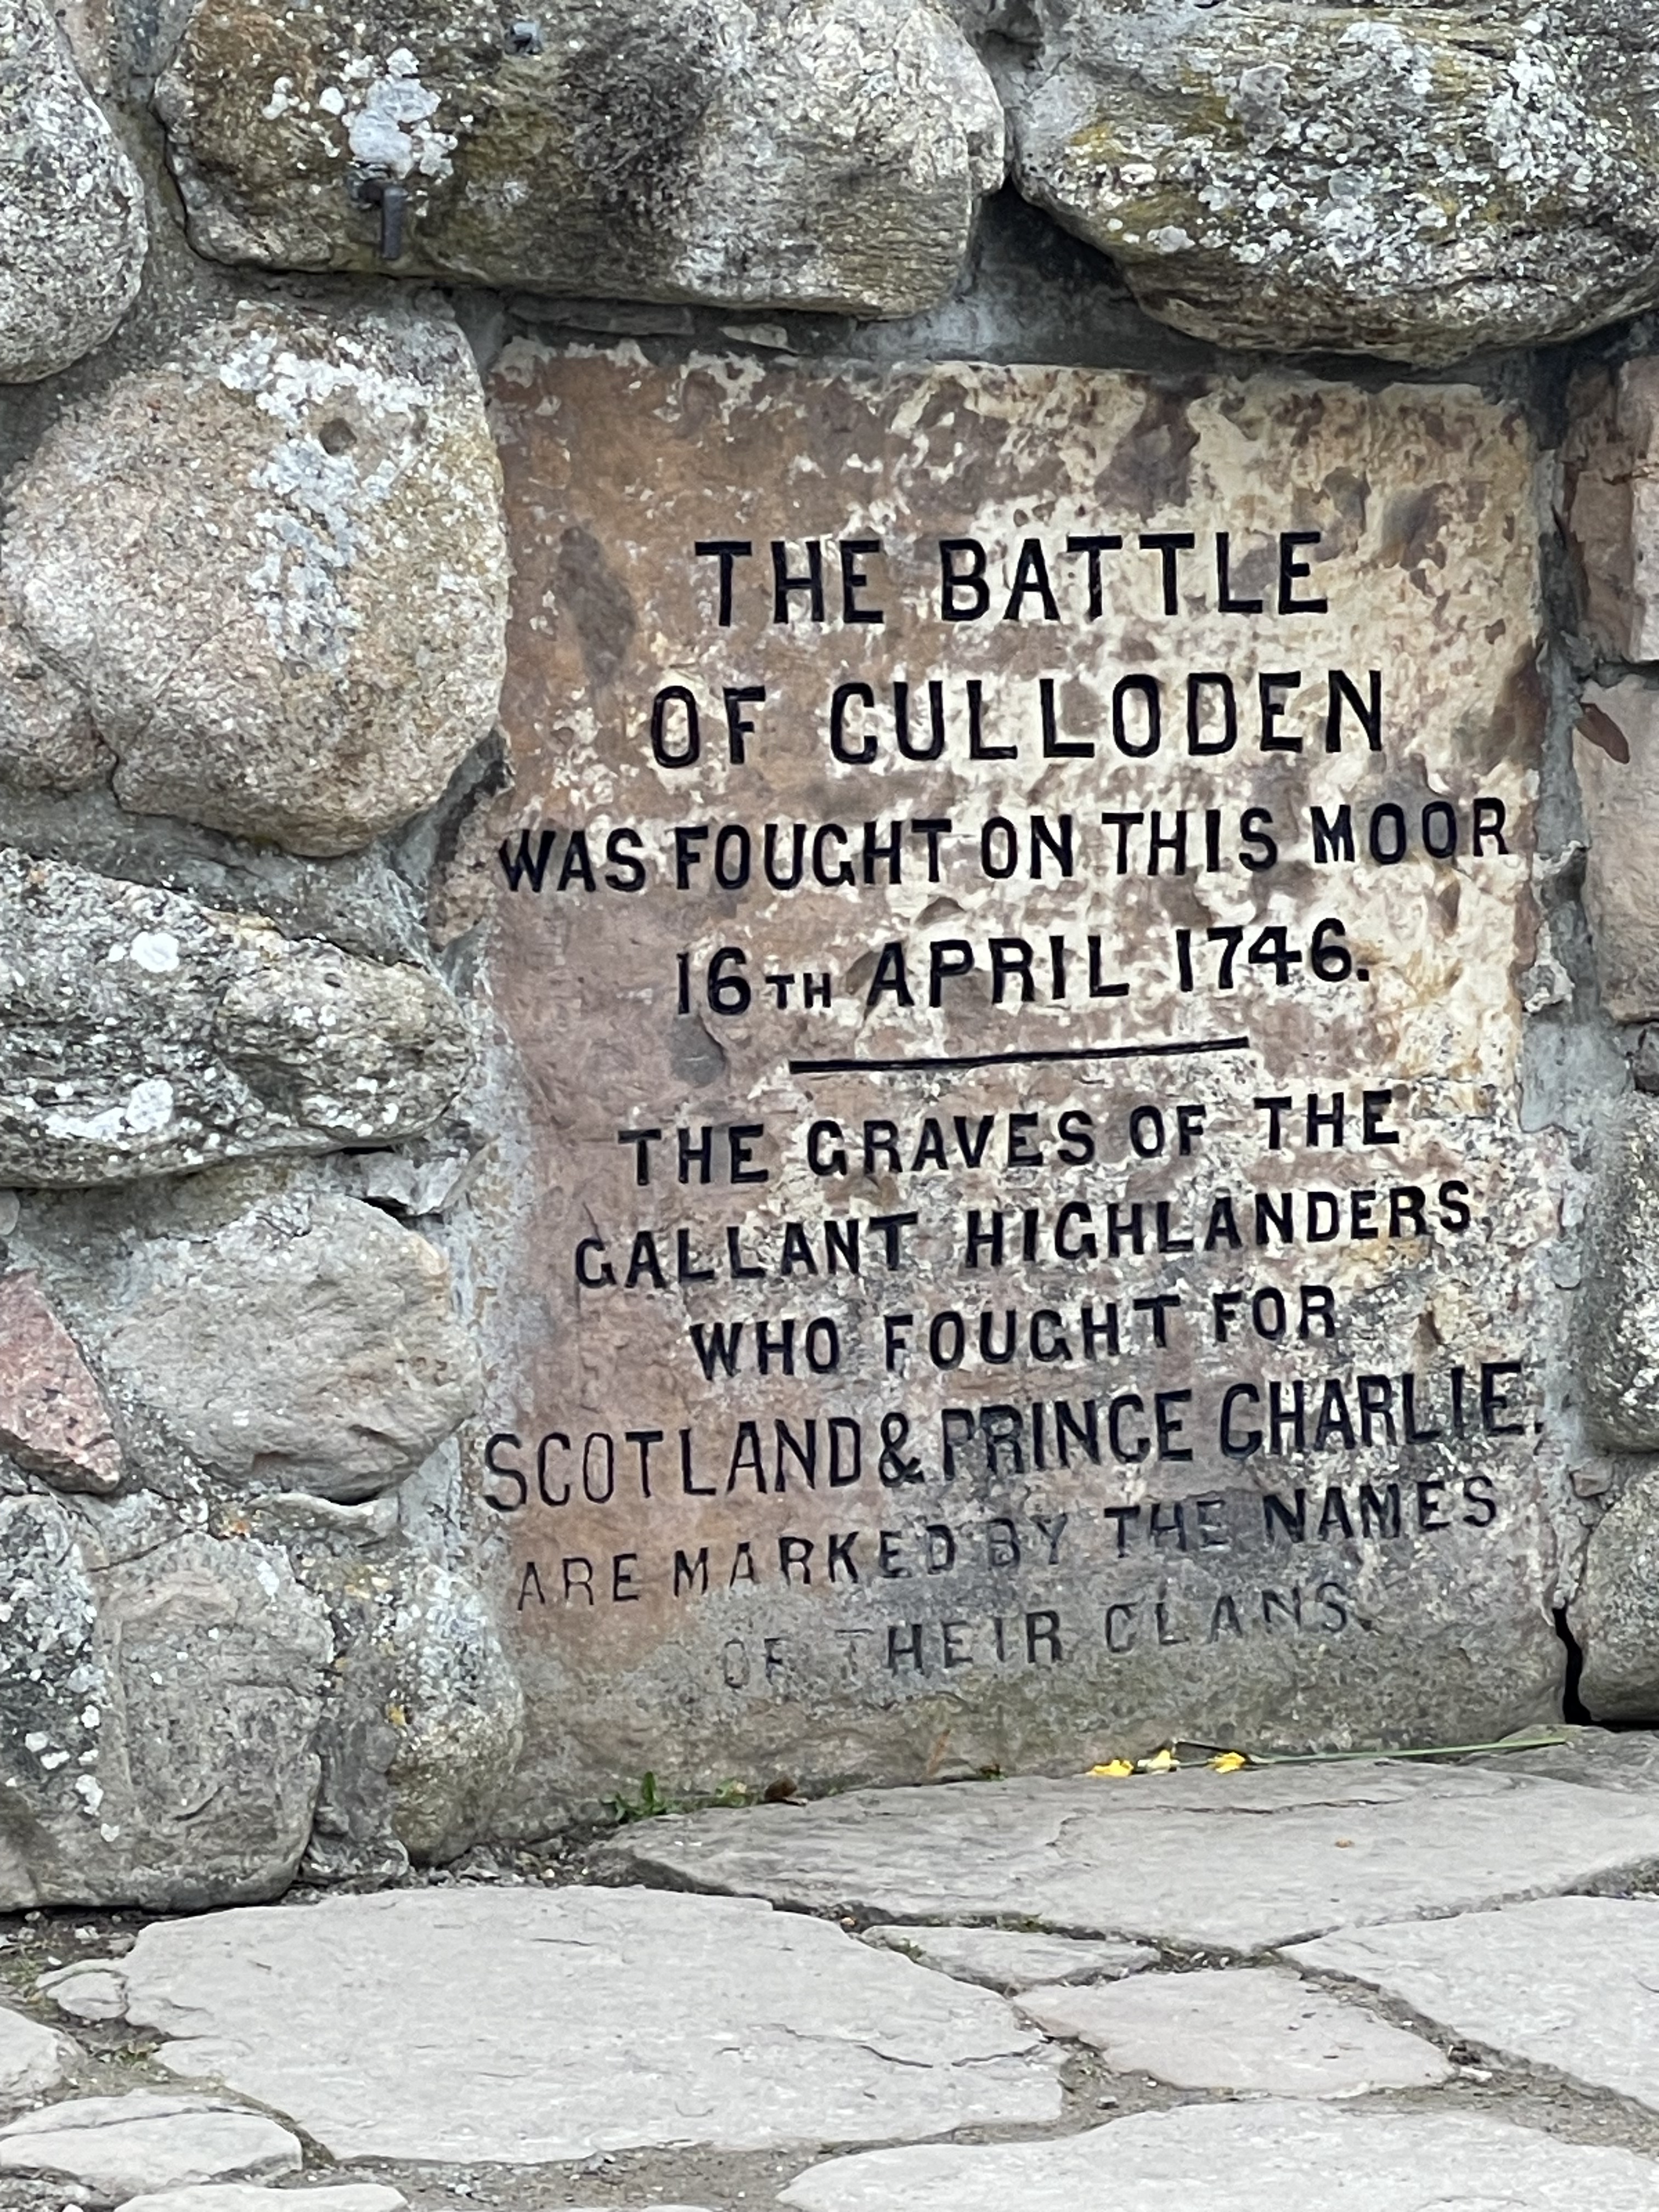 THE BATTLE
OF CULLODEN
WAS FOUGHT ON THIS MOOR
16TH APRIL 1746.
THE GRAVES OF THE
GALLANT HIGHLANDERS
WHO FOUGHT FOR
SCOTLAND & PRINCE CHARLIE.
ARE MARKED BY THE NAMES
OF THEIR CLANS.